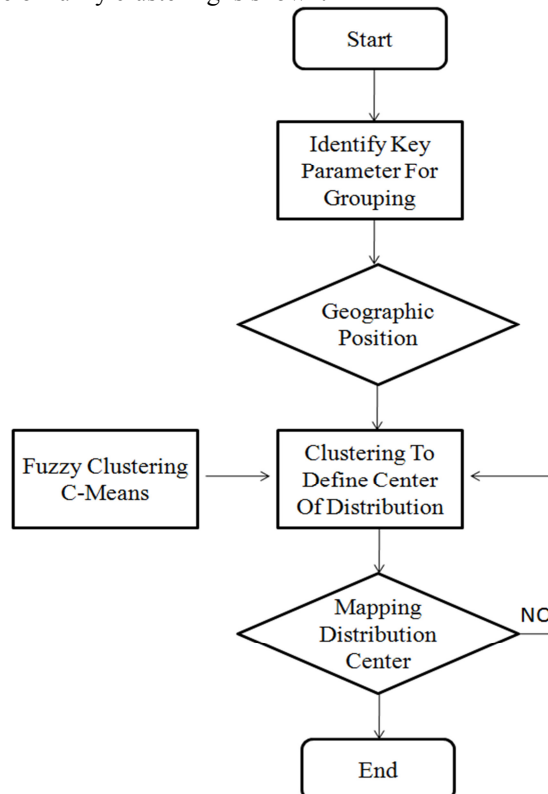 Start
Identify Key
Parameter For
Grouping
Geographic
Position
Fuzzy Clustering
C-Means
Clustering To
Define Center
Of Distribution
Mapping
Distribution
Center
NO
End